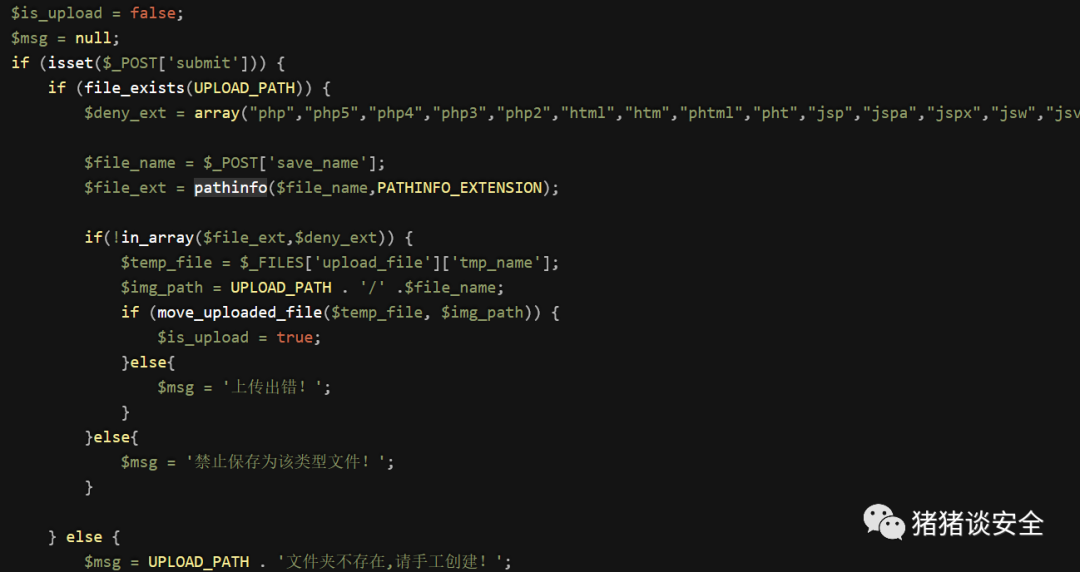 $is_upload = false;
$msg = null;
if (isset($_POST['submit'])) {
    if (file_exists(UPLOAD_PATH)) {
        $deny_ext = array("php","php5","php4","php3","php2","html","htm","phtml","pht","jsp","jspa","jspx","jsw","jsv
        $file_name = $_POST['save_name'];
        $file_ext = pathinfo($file_name,PATHINFO_EXTENSION);
        if(!in_array($file_ext,$deny_ext)) {
            $temp_file = $_FILES['upload_file']['tmp_name'];
            $img_path = UPLOAD_PATH . '/' .$file_name;
            if (move_uploaded_file($temp_file, $img_path)) {
                $is_upload = true;
            }else{
                $msg = '上传出错！';
            }
        }else{
            $msg = '禁止保存为该类型文件！';
        }
    } else {
        $msg = UPLOAD_PATH . '文件夹不存在,请手工创建！';
猪猪谈安全